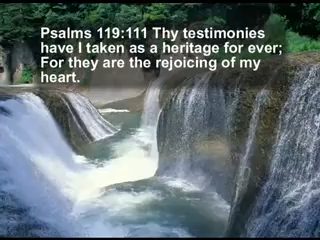 Psalms 119:111 Thy testimonies
have I taken as a heritage for ever;
For they are the rejoicing of my
heart.